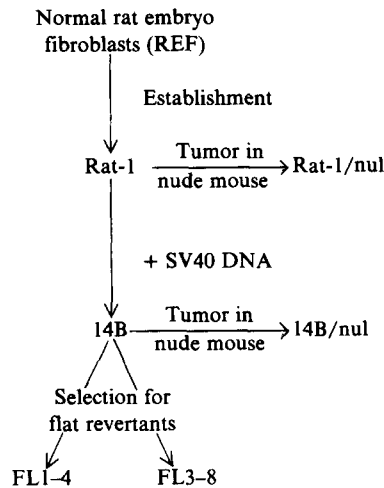 Normal rat embryo
fibroblasts (REF)
Establishment
Rat-1
Tumor in
nude mouse
Rat-1/nul
+ SV40 DNA
14B
Tumor in
nude mouse
14B/nul
Selection for
flat revertants
FL1–4
FL3–8